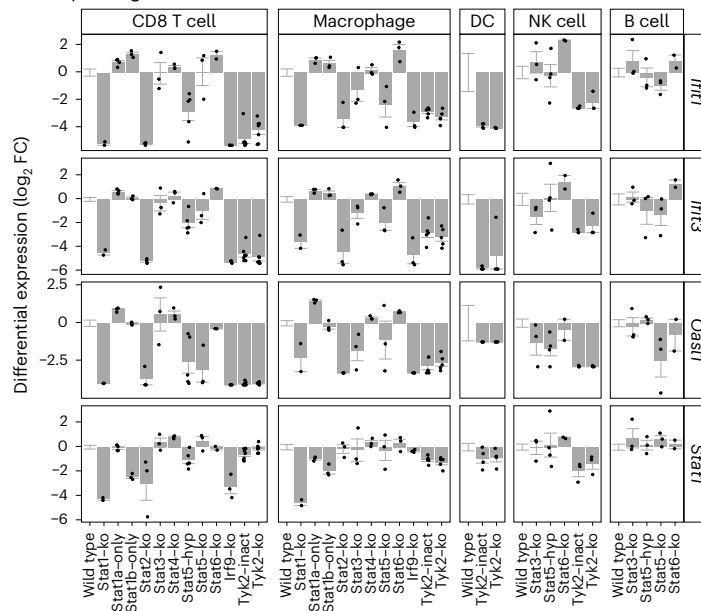 CD8 T cell
Macrophage
DC
NK cell
B cell
Differential expression (log2 FC)
2
0
−2
−4
Ifit1
2
0
−2
−4
−6
Ifit3
2.5
0
−2.5
Oas1
2
0
−2
−4
−6
Stat1
Wild type
Stat1-ko
Stat1a-only
Stat1b-only
Stat2-ko
Stat3-ko
Stat4-ko
Stat5-hyp
Stat5-ko
Stat6-ko
Irf9-ko
Tyk2-inact
Tyk2-ko
Wild type
Stat1-ko
Stat1a-only
Stat1b-only
Stat2-ko
Stat3-ko
Stat4-ko
Stat5-hyp
Stat5-ko
Stat6-ko
Irf9-ko
Tyk2-inact
Tyk2-ko
Wild type
Tyk2-inact
Tyk2-ko
Wild type
Stat3-ko
Stat5-hyp
Stat6-ko
Tyk2-inact
Tyk2-ko
Wild type
Stat3-ko
Stat5-hyp
Stat5-ko
Stat6-ko